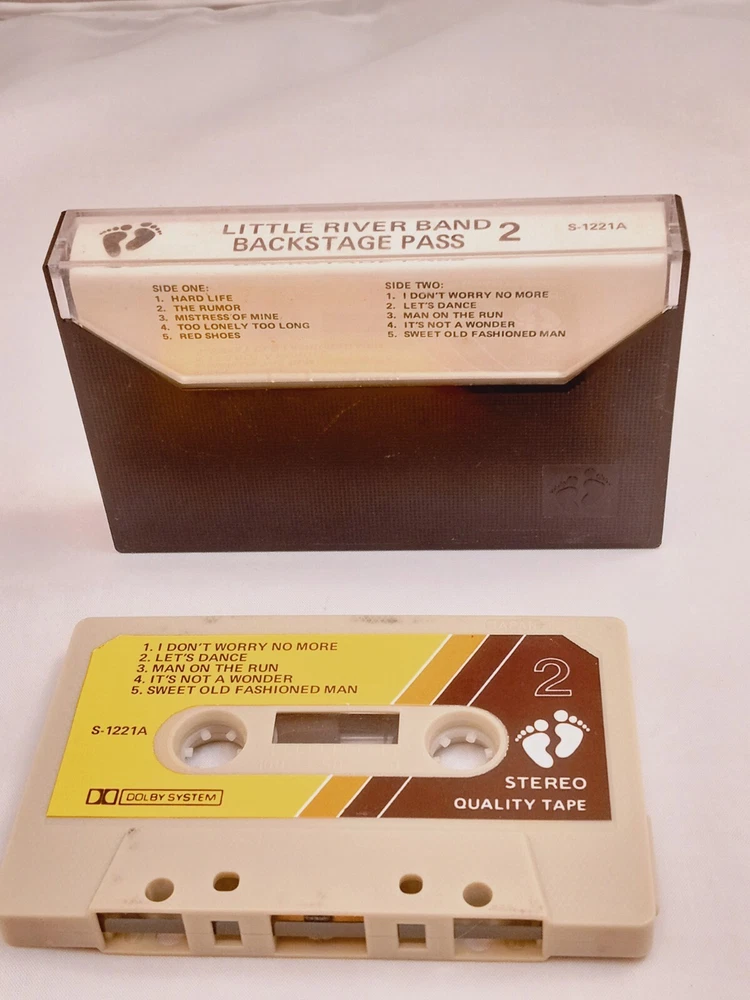 LITTLE RIVER BAND
BACKSTAGE PASS 2
S-1221A
SIDE ONE:
1. HARD LIFE
2. THE RUMOR
3. MISTRESS OF MINE
4. TOO LONELY TOO LONG
5. RED SHOES
SIDE TWO:
1. I DON'T WORRY NO MORE
2. LET'S DANCE
3. MAN ON THE RUN
4. IT'S NOT A WONDER
5. SWEET OLD FASHIONED MAN
1. I DON'T WORRY NO MORE
2. LET'S DANCE
3. MAN ON THE RUN
4. IT'S NOT A WONDER
5. SWEET OLD FASHIONED MAN
2
S-1221A
DOLBY SYSTEM
STEREO
QUALITY TAPE